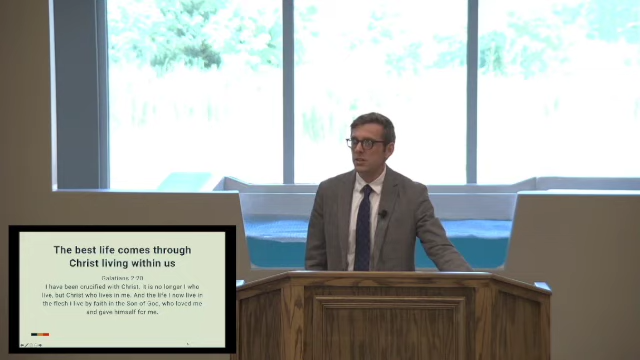 The best life comes through
Christ living within us
Galatians 2:20
I have been crucified with Christ. It is no longer I who
live, but Christ who lives in me. And the life I now live in
the flesh I live by faith in the Son of God, who loved me
and gave himself for me.